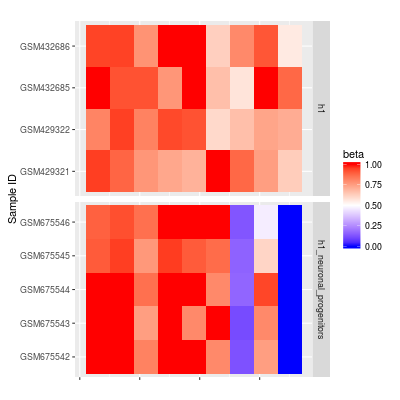 GSM432686
GSM432685
GSM429322
GSM429321
h1
GSM675546
GSM675545
GSM675544
GSM675543
GSM675542
h1_neuronal_progenitors
Sample ID
beta
1.00
0.75
0.50
0.25
0.00